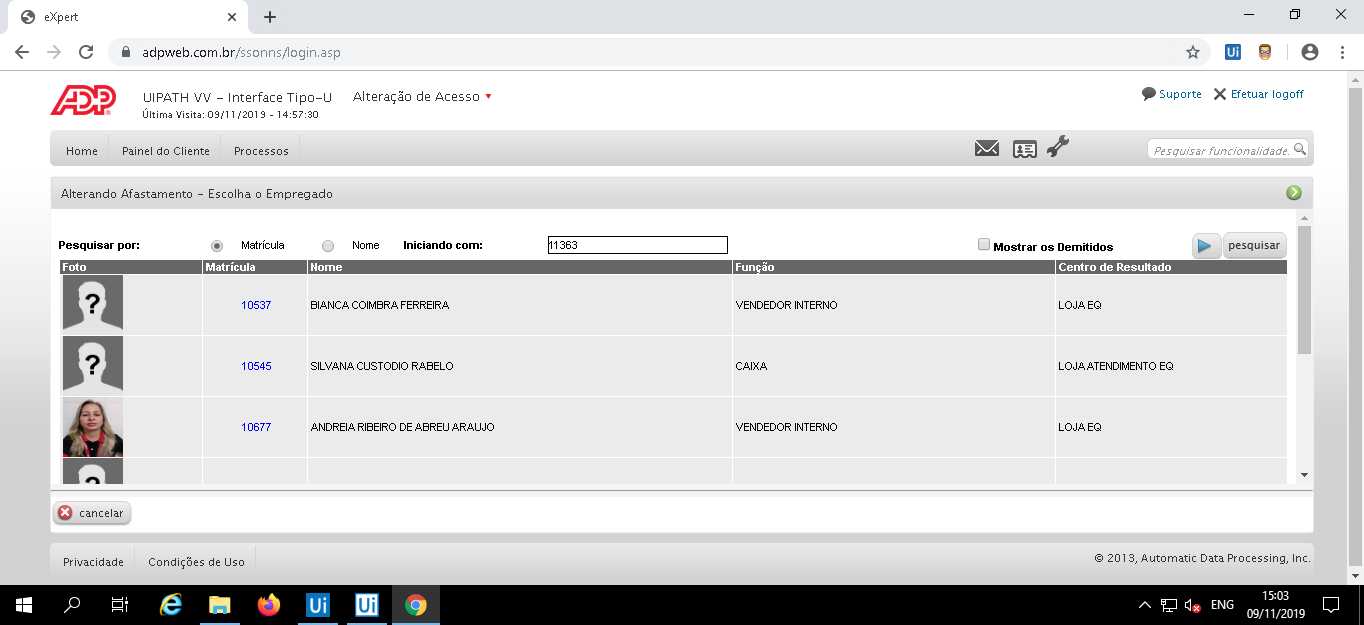 eXpert
adpweb.com.br/ssonns/login.asp
Ui
ADP
UIPATH VV - Interface Tipo-U
Alteração de Acesso
Última Visita: 09/11/2019 - 14:57:30
Suporte
Efetuar logoff
Home
Painel do Cliente
Processos
Pesquisar funcionalidade.
Alterando Afastamento - Escolha o Empregado
Pesquisar por:
Matrícula
Nome
Iniciando com:
11363
Mostrar os Demitidos
pesquisar
Foto Matrícula Nome Função Centro de Resultado
? 10537 BIANCA COIMBRA FERREIRA VENDEDOR INTERNO LOJA EQ
? 10545 SILVANA CUSTODIO RABELO CAIXA LOJA ATENDIMENTO EQ
10677 ANDREIA RIBEIRO DE ABREU ARAUJO VENDEDOR INTERNO LOJA EQ
?
cancelar
Privacidade
Condições de Uso
© 2013, Automatic Data Processing, Inc.
Ui
Ui
ENG
15:03
09/11/2019